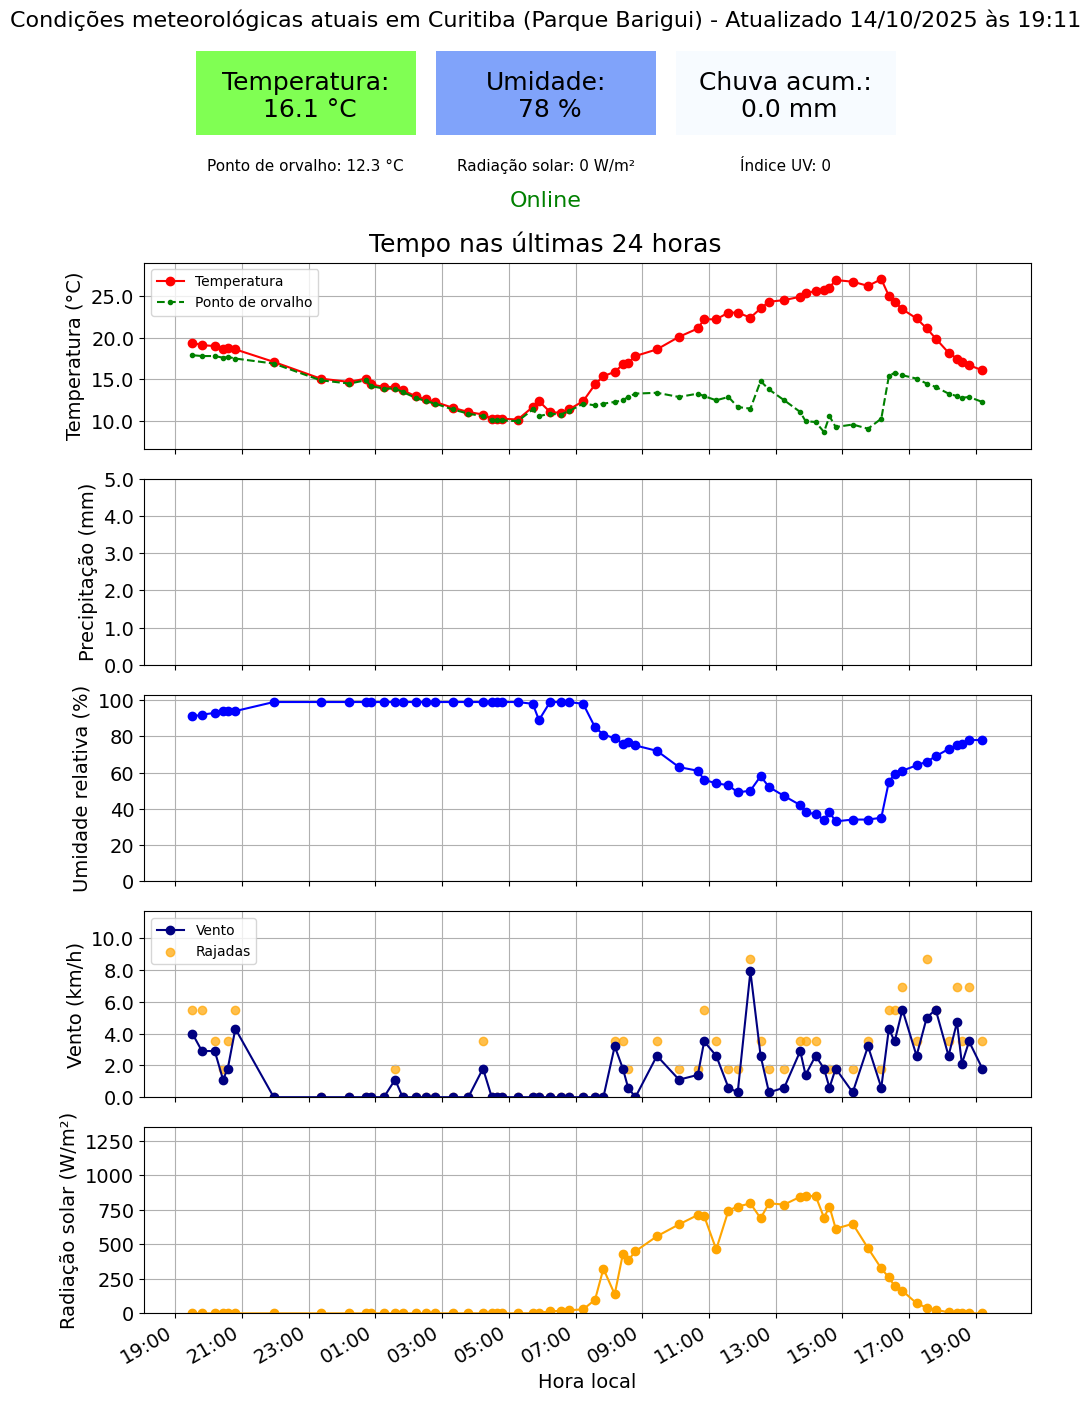 Condições meteorológicas atuais em Curitiba (Parque Barigui) - Atualizado 14/10/2025 às 19:11
Temperatura:
16.1 °C
Umidade:
78 %
Chuva acum.:
0.0 mm
Ponto de orvalho: 12.3 °C
Radiação solar: 0 W/m²
Índice UV: 0
Online
Tempo nas últimas 24 horas
Temperatura (°C)
25.0
20.0
15.0
10.0
Temperatura
Ponto de orvalho
Precipitação (mm)
5.0
4.0
3.0
2.0
1.0
0.0
Umidade relativa (%)
100
80
60
40
20
0
Vento (km/h)
10.0
8.0
6.0
4.0
2.0
0.0
Vento
Rajadas
Radiação solar (W/m²)
1250
1000
750
500
250
0
19:00
21:00
23:00
01:00
03:00
05:00
07:00
09:00
11:00
13:00
15:00
17:00
19:00
Hora local